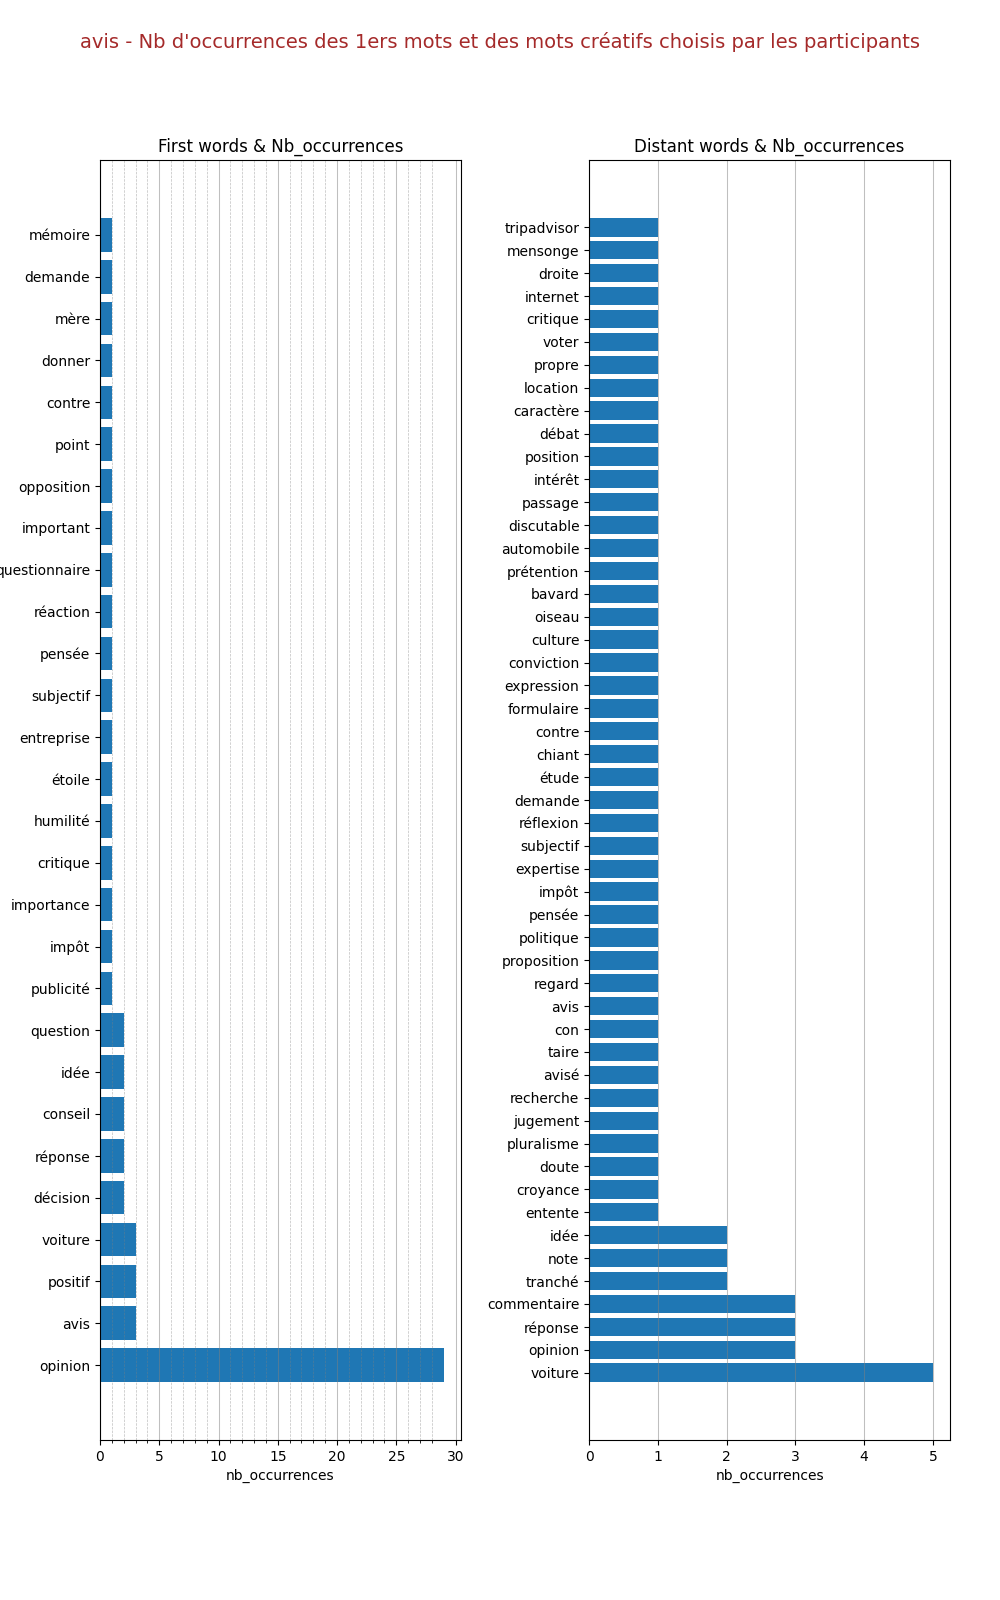 avis - Nb d'occurrences des 1ers mots et des mots créatifs choisis par les participants
First words & Nb_occurrences
mémoire
demande
mère
donner
contre
point
opposition
important
questionnaire
réaction
pensée
subjectif
entreprise
étoile
humilité
critique
importance
impôt
publicité
question
idée
conseil
réponse
décision
voiture
positif
avis
opinion
0 5 10 15 20 25 30
nb_occurrences
Distant words & Nb_occurrences
tripadvisor
mensonge
droite
internet
critique
voter
propre
location
caractère
débat
position
intérêt
passage
discutable
automobile
prétention
bavard
oiseau
culture
conviction
expression
formulaire
contre
chiant
étude
demande
réflexion
subjectif
expertise
impôt
pensée
politique
proposition
regard
avis
con
taire
avisé
recherche
jugement
pluralisme
doute
croyance
entente
idée
note
tranché
commentaire
réponse
opinion
voiture
0 1 2 3 4 5
nb_occurrences